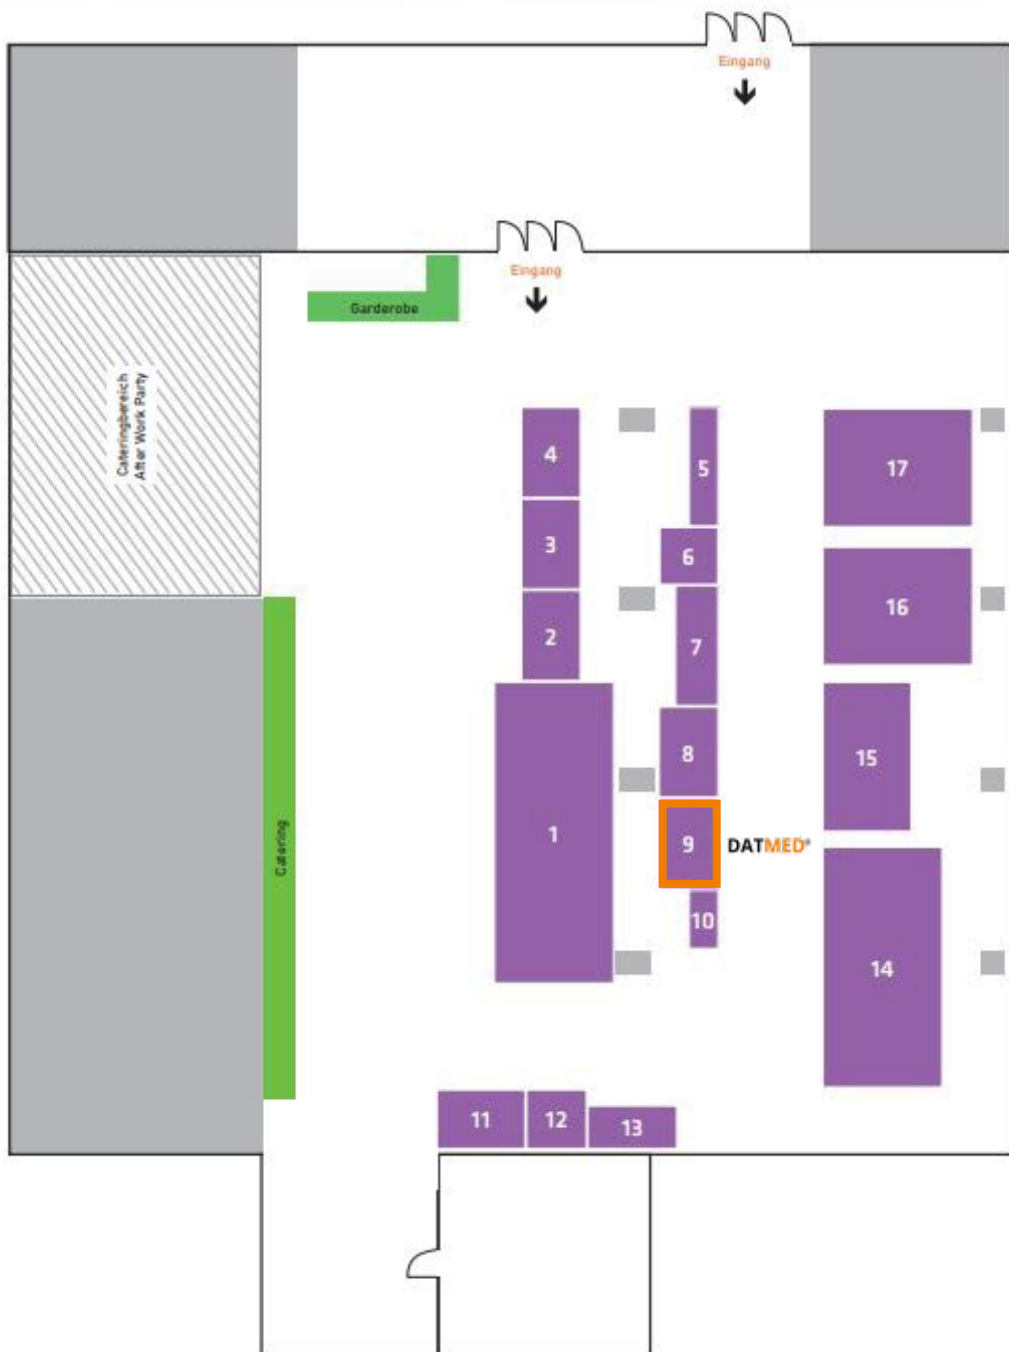 Eingang
Eingang
Garderobe
Cateringbereich
After Work Party
4
5
17
3
6
16
2
7
8
15
1
9
DATMED®
Catering
10
14
11
12
13